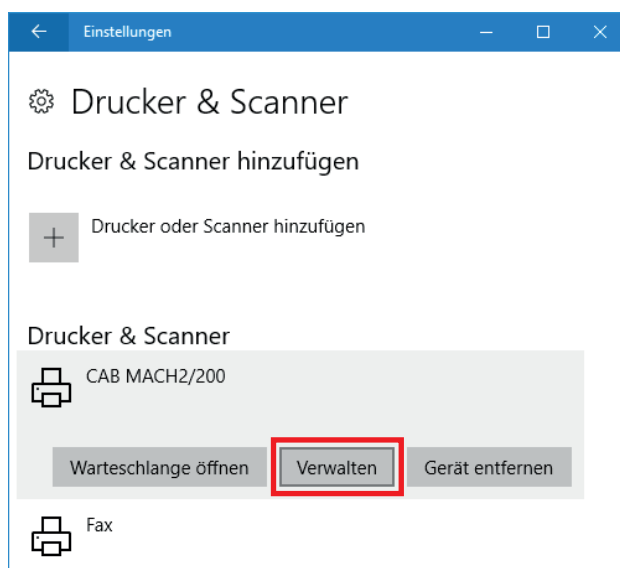 Einstellungen
Drucker & Scanner
Drucker & Scanner hinzufügen
Drucker oder Scanner hinzufügen
Drucker & Scanner
CAB MACH2/200
Warteschlange öffnen Verwalten Gerät entfernen
Fax